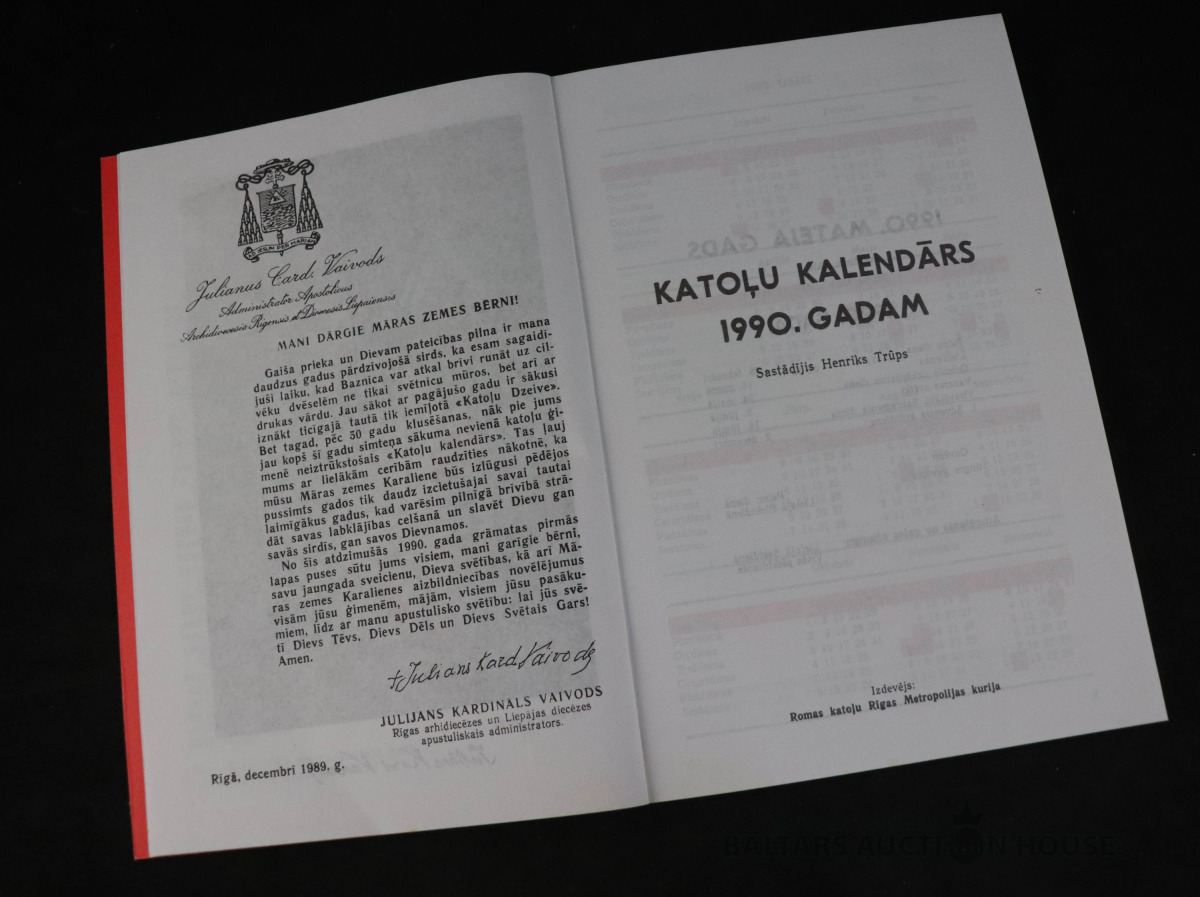 Julianus Card. Vaivods
Administrator Apostolicus
Archidioecesis Rigensis et Dioecesis Liepaiensis
MANI DĀRGIE MĀRAS ZEMES BĒRNI!
Gaiša prieka un Dievam pateicības pilna ir mana
daudzus gadus pārdzīvojošā sirds, ka esam sagaidī-
juši laiku, kad Baznīca var atkal brīvi runāt uz cil-
vēku dvēselēm ne tikai svētnīcu mūros, bet arī ar
drukas vārdu. Jau sākot ar pagājušo gadu ir sākusi
iznākt ticīgajā tautā tik iemīļotā «Katoļu Dzeive».
Bet tagad, pēc 50 gadu klusēšanas, nāk pie jums
jau kopš šī gadu simteņa sākuma nevienā katoļu ģi-
menē neiztrūkstošais «Katoļu kalendārs». Tas ļauj
mums ar lielākām cerībām raudzīties nākotnē, ka
mūsu Māras zemes Karaliene būs izlūgusi pēdējos
pussimts gados tik daudz izcietušajai savai tautai
laimīgākus gadus, kad varēsim pilnīgā brīvībā strā-
dāt savas labklājības celšanā un slavēt Dievu gan
savās sirdīs, gan savos Dievnamos.
No šīs atdzimušās 1990. gada grāmatas pirmās
lapas puses sūtu jums visiem, mani garīgie bērni,
savu jaungada sveicienu, Dieva svētības, kā arī Mā-
ras zemes Karalienes aizbildniecības novēlējumus
visām jūsu ģimenēm, mājām, visiem jūsu pasāku-
miem, līdz ar manu apustulisko svētību: lai jūs svē-
tī Dievs Tēvs, Dievs Dēls un Dievs Svētais Gars!
Amen.
+Julians Kard Vaivods
JULIJANS KARDINĀLS VAIVODS
Rīgas arhidiecēzes un Liepājas diecēzes
apustuliskais administrators.
Rīgā, decembrī 1989. g.
1990. MATEJA GADS
KATOĻU KALENDĀRS
1990. GADAM
Sastādījis Henriks Trūps
Izdevējs:
Romas katoļu Rīgas Metropolijas kūrija
BALTARS AUCTION HOUSE